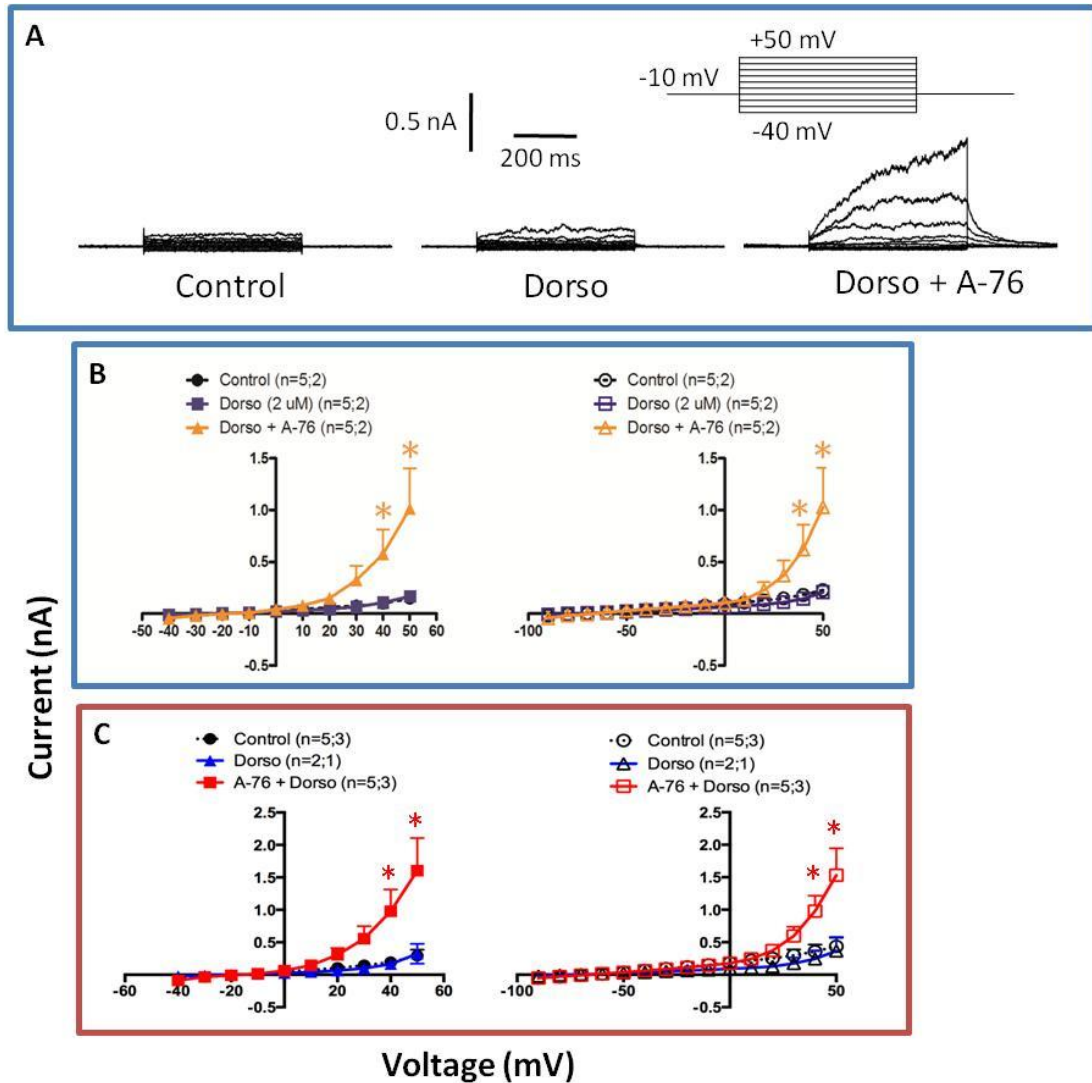 A
+50 mV
-10 mV
-40 mV
0.5 nA
200 ms
Control
Dorso
Dorso + A-76
B
Control (n=5;2)
Dorso (2 uM) (n=5;2)
Dorso + A-76 (n=5;2)
1.5
*
*
1.0
0.5
-50 -40 -30 -20 -10 10 20 30 40 50 60
-0.5
Control (n=5;2)
Dorso (2 uM) (n=5;2)
Dorso + A-76 (n=5;2)
1.5
*
*
1.0
0.5
-100 -50 50
-0.5
Current (nA)
C
Control (n=5;3)
Dorso (n=2;1)
A-76 + Dorso (n=5;3)
2.5
*
2.0
*
1.5
1.0
0.5
-60 -40 -20 20 40 60
-0.5
Control (n=5;3)
Dorso (n=2;1)
A-76 + Dorso (n=5;3)
2.5
*
2.0
*
1.5
1.0
0.5
-100 -50 50
-0.5
Voltage (mV)